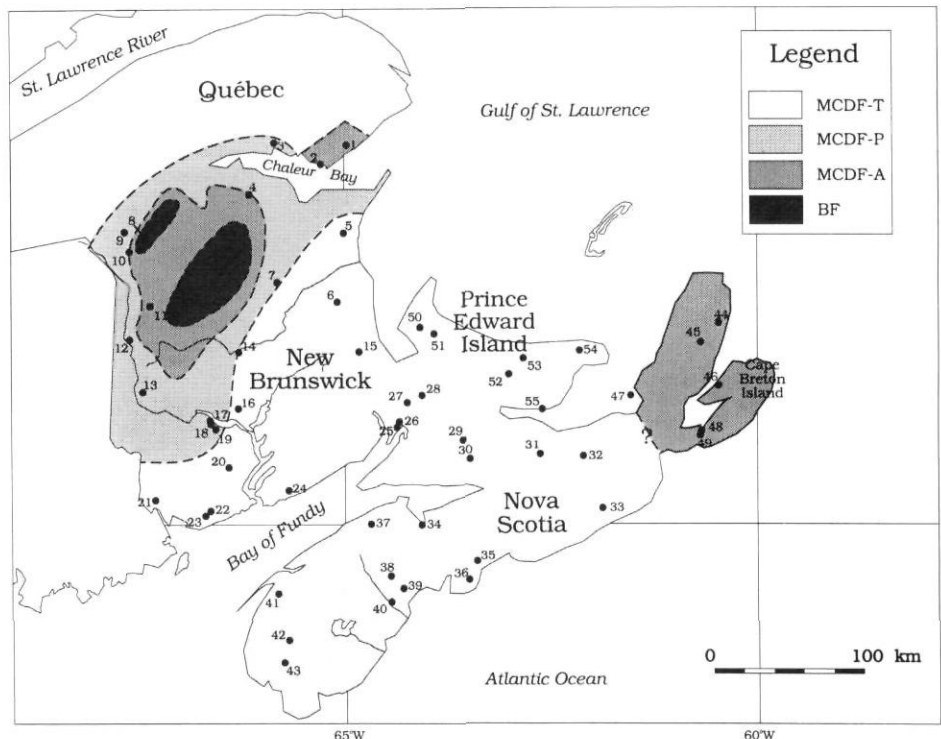 St. Lawrence River
Québec
Gulf of St. Lawrence
Legend
MCDF-T
MCDF-P
MCDF-A
BF
Chaleur Bay
1
2
3
4
5
6
7
8
9
10
11
12
13
14
15
16
17
18
19
20
21
22
23
24
New
Brunswick
Prince
Edward
Island
50
51
52
53
54
55
44
45
46
47
48
49
Cape
Breton
Island
?
25
26
27
28
29
30
31
32
33
Nova
Scotia
Bay of Fundy
34
35
36
37
38
39
40
41
42
43
0
100 km
Atlantic Ocean
65°W
60°W